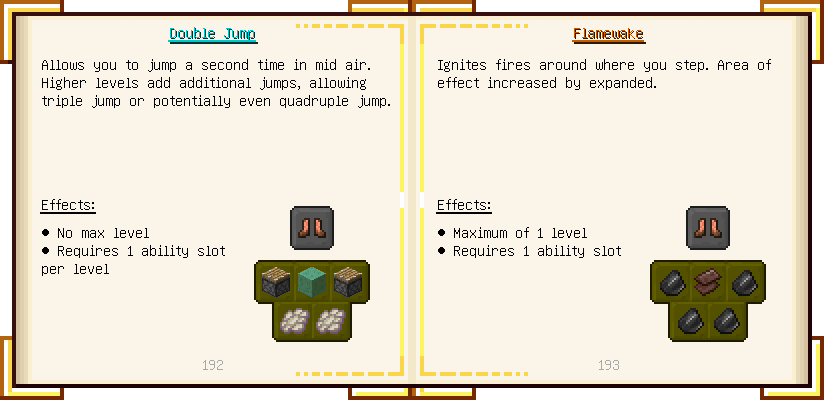 Double Jump
Allows you to jump a second time in mid air.
Higher levels add additional jumps, allowing
triple jump or potentially even quadruple jump.
Effects:
● No max level
● Requires 1 ability slot
per level
192
Flamewake
Ignites fires around where you step. Area of
effect increased by expanded.
Effects:
● Maximum of 1 level
● Requires 1 ability slot
193